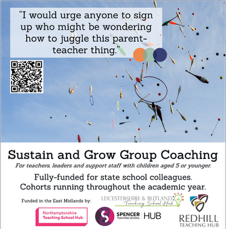 "I would urge anyone to sign
up who might be wondering
how to juggle this parent-
teacher thing."
Sustain and Grow Group Coaching
For teachers, leaders and support staff with children aged 5 or younger.
Fully-funded for state school colleagues.
Cohorts running throughout the academic year.
Funded in the East Midlands by:
LEICESTERSHIRE & RUTLAND
Teaching School Hub
Northamptonshire
Teaching School Hub
SPENCER
TEACHING SCHOOL
HUB
REDHILL
TEACHING HUB